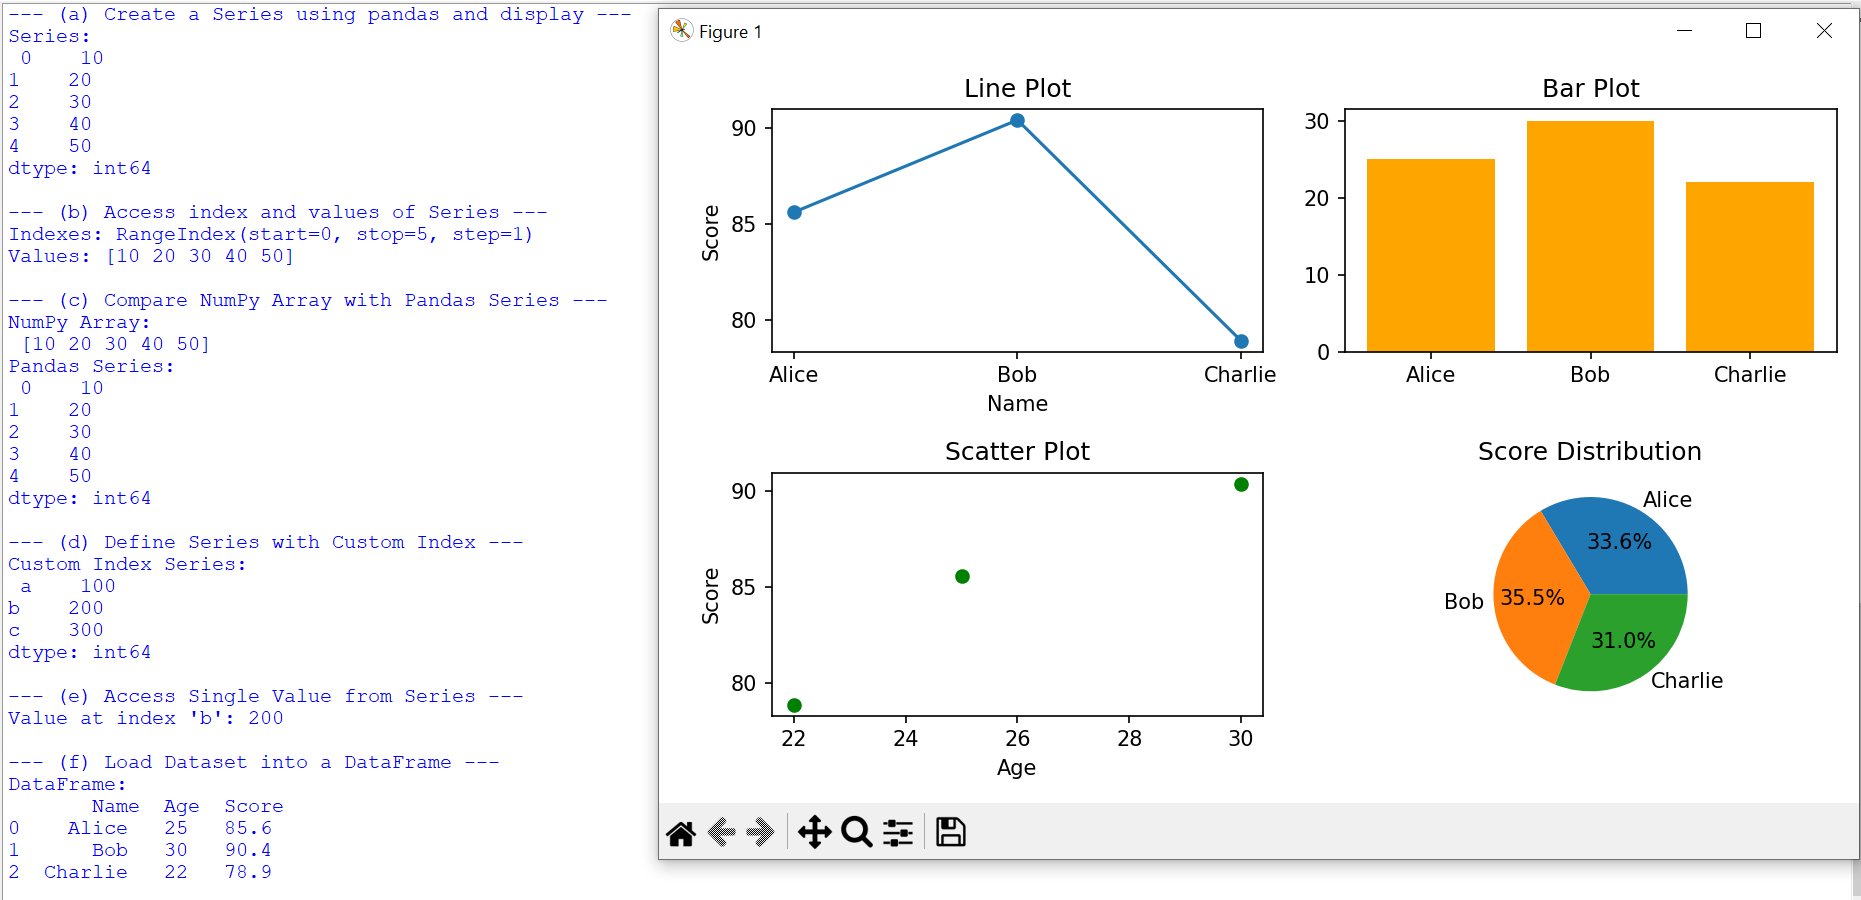 --- (a) Create a Series using pandas and display ---
Series:
 0    10
1    20
2    30
3    40
4    50
dtype: int64

--- (b) Access index and values of Series ---
Indexes: RangeIndex(start=0, stop=5, step=1)
Values: [10 20 30 40 50]

--- (c) Compare NumPy Array with Pandas Series ---
NumPy Array:
 [10 20 30 40 50]
Pandas Series:
 0    10
1    20
2    30
3    40
4    50
dtype: int64

--- (d) Define Series with Custom Index ---
Custom Index Series:
 a    100
b    200
c    300
dtype: int64

--- (e) Access Single Value from Series ---
Value at index 'b': 200

--- (f) Load Dataset into a DataFrame ---
DataFrame:
       Name  Age  Score
0    Alice   25   85.6
1      Bob   30   90.4
2  Charlie   22   78.9
Figure 1
Line Plot
90
85
80
Score
Alice Bob Charlie
Name
Bar Plot
30
20
10
0
Alice Bob Charlie
Scatter Plot
90
85
80
Score
22 24 26 28 30
Age
Score Distribution
Alice
33.6%
Bob
35.5%
31.0%
Charlie